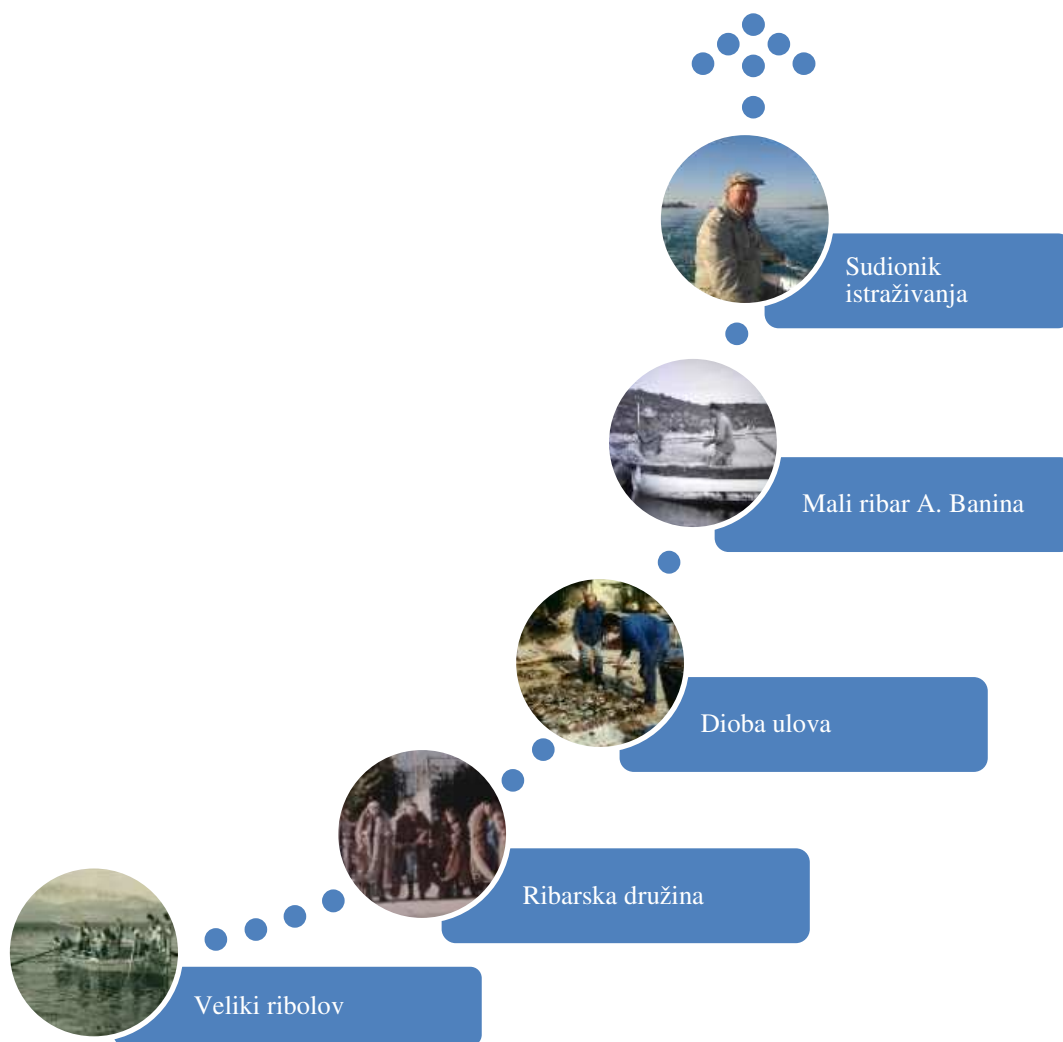 Sudionik
istraživanja
Mali ribar A. Banina
Dioba ulova
Ribarska družina
Veliki ribolov